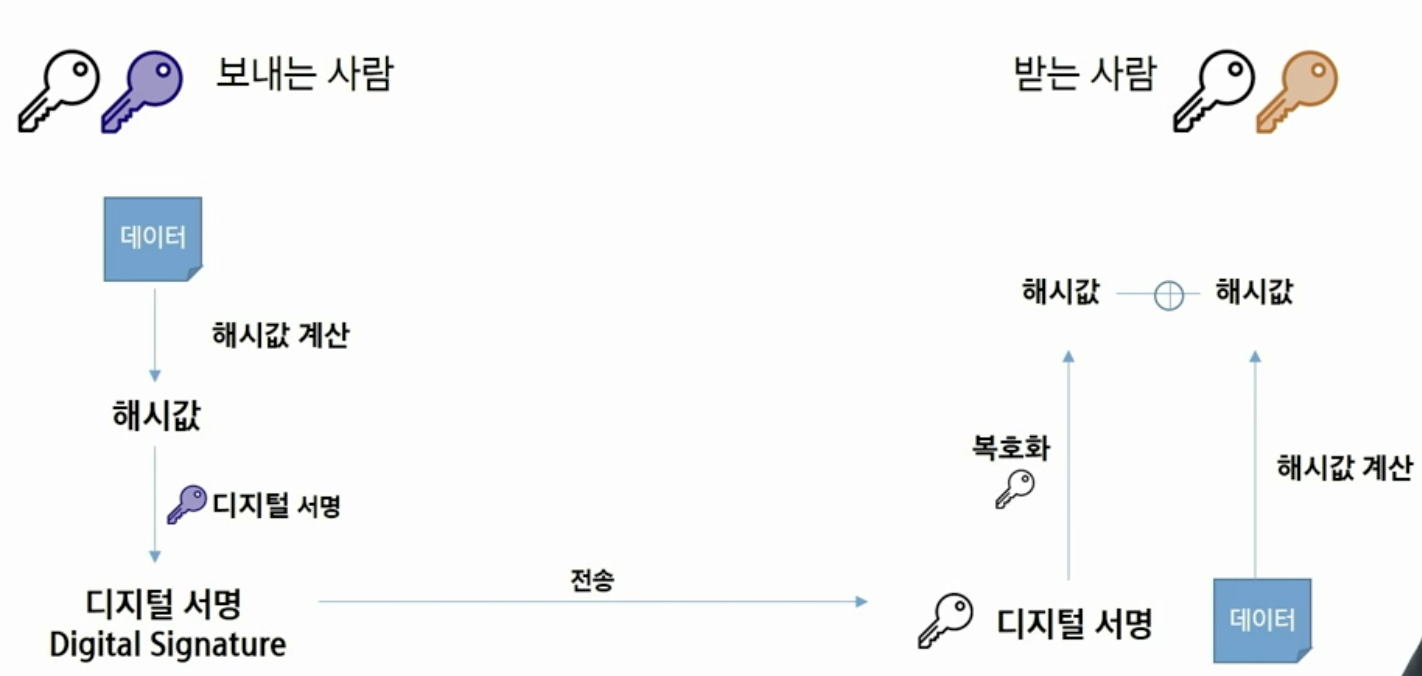 보내는 사람
받는 사람
데이터
해시값 계산
해시값
디지털 서명
디지털 서명
Digital Signature
전송
해시값
해시값
복호화
해시값 계산
디지털 서명
데이터